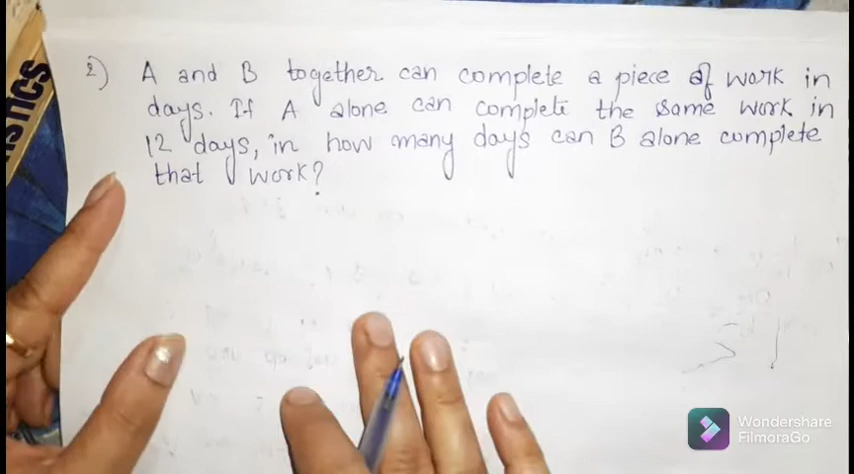 STICS
2) A and B together can complete a piece of work in
days. If A alone can complete the same work in
12 days, in how many days can B alone complete
that work?
Wondershare
FilmoraGo